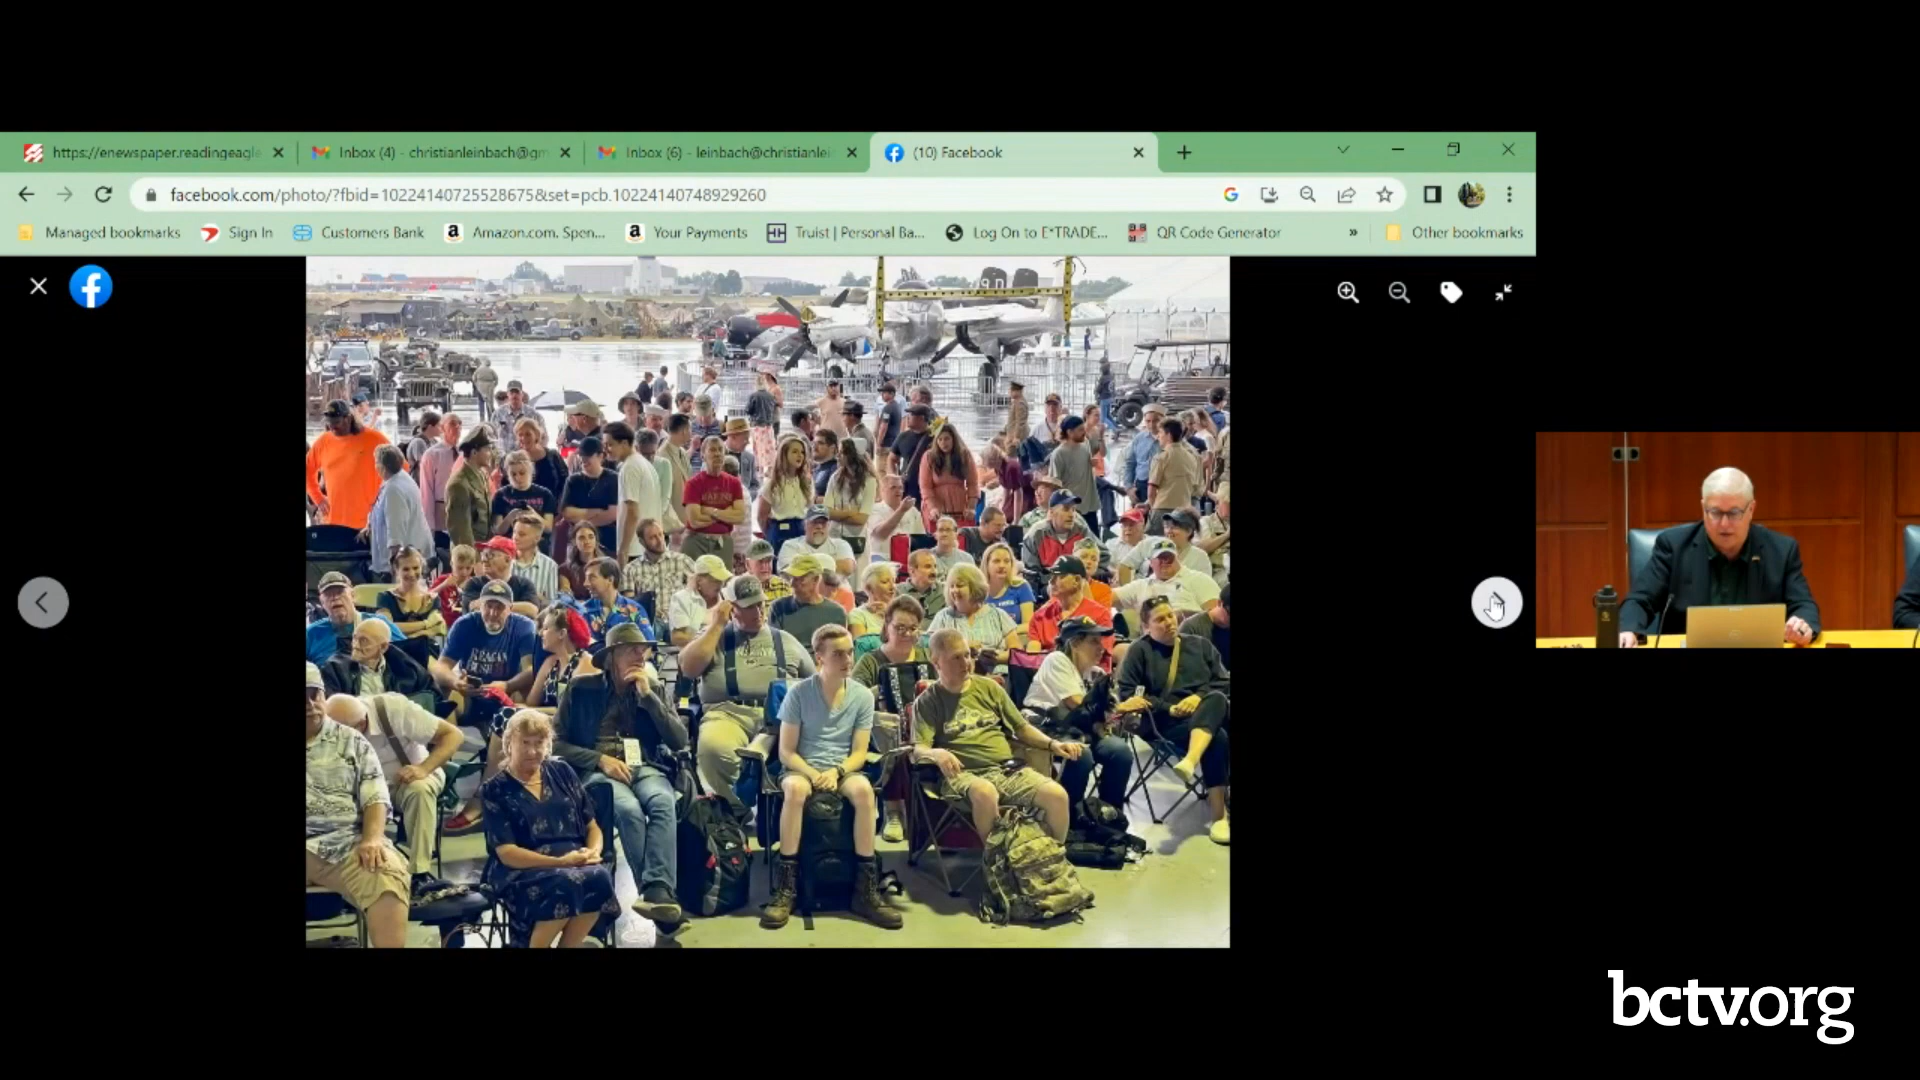 https://enewspaper.readingeagle
Inbox (4) - christianleinbach@gm
Inbox (6) - leinbach@christianlei
(10) Facebook
facebook.com/photo/?fbid=10224140725528675&set=pcb.10224140748929260
Managed bookmarks
Sign In
Customers Bank
Amazon.com. Spen...
Your Payments
Truist | Personal Ba...
Log On to E*TRADE...
QR Code Generator
»
Other bookmarks
REAGAN
BUSH
bctv.org